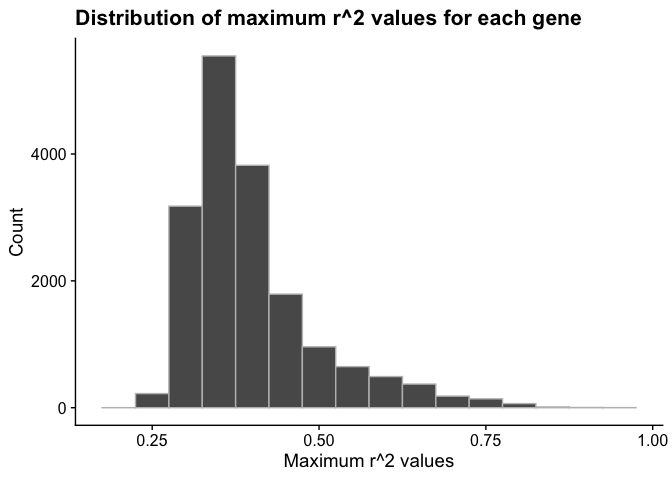 Distribution of maximum r^2 values for each gene
Count
4000
2000
0
0.25 0.50 0.75 1.00
Maximum r^2 values